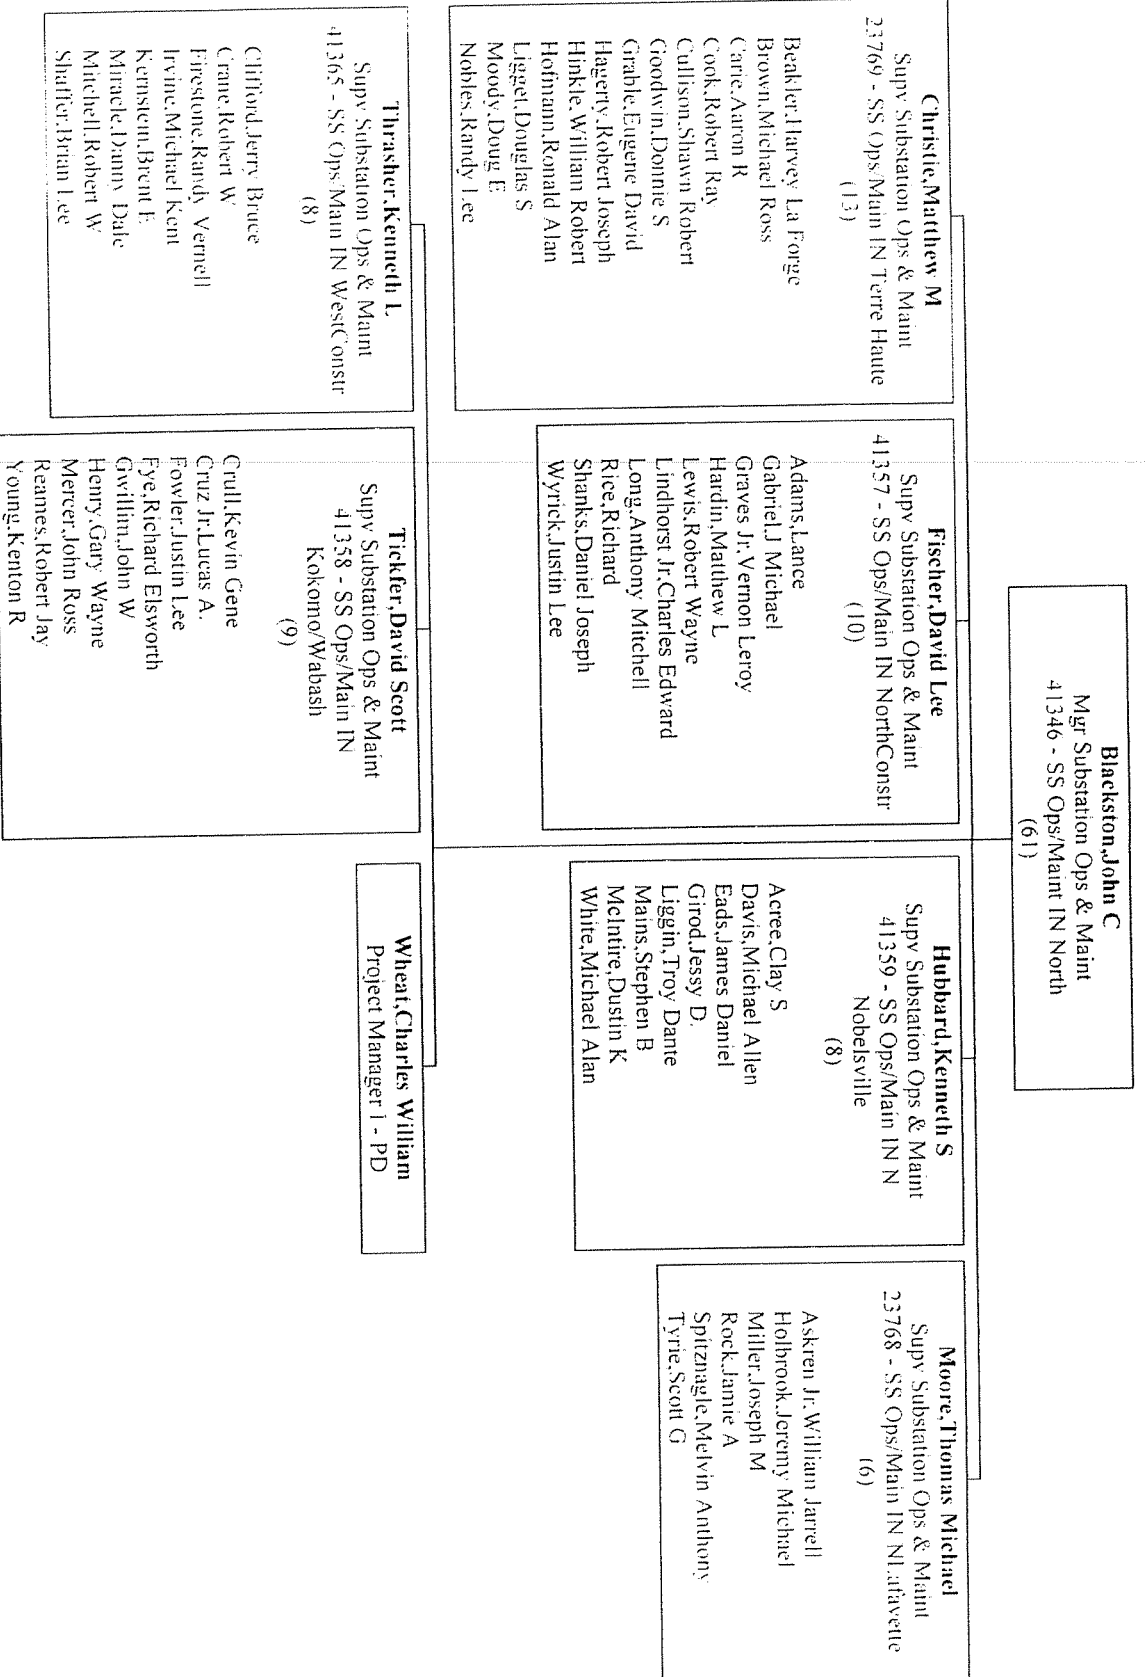 Blackston,John C
Mgr Substation Ops & Maint
41346 - SS Ops/Maint IN North
(61)
Christie,Matthew M
Supv Substation Ops & Maint
23769 - SS Ops/Main IN Terre Haute
(13)
Beakler,Harvey La Forge
Brown,Michael Ross
Carie,Aaron R
Cook,Robert Ray
Cullison,Shawn Robert
Goodwin,Donnie S
Grable,Eugene David
Hagerty,Robert Joseph
Hinkle,William Robert
Hofmann,Ronald Alan
Ligget,Douglas S
Moody,Doug E
Nobles,Randy Lee
Fischer,David Lee
Supv Substation Ops & Maint
41357 - SS Ops/Main IN NorthConstr
(10)
Adams,Lance
Gabriel,J Michael
Graves Jr,Vernon Leroy
Hardin,Matthew L
Lewis,Robert Wayne
Lindhorst Jr,Charles Edward
Long,Anthony Mitchell
Rice,Richard
Shanks,Daniel Joseph
Wyrick,Justin Lee
Hubbard,Kenneth S
Supv Substation Ops & Maint
41359 - SS Ops/Main IN N
Nobelsville
(8)
Acree,Clay S
Davis,Michael Allen
Eads,James Daniel
Girod,Jessy D.
Liggin,Troy Dante
Mains,Stephen B
McIntire,Dustin K
White,Michael Alan
Moore,Thomas Michael
Supv Substation Ops & Maint
23768 - SS Ops/Main IN NLafayette
(6)
Askren Jr,William Jarrell
Holbrook,Jeremy Michael
Miller,Joseph M
Rock,Jamie A
Spitznagle,Melvin Anthony
Tyrie,Scott G
Thrasher,Kenneth L
Supv Substation Ops & Maint
41365 - SS Ops/Main IN WestConstr
(8)
Clifford,Jerry Bruce
Crane,Robert W
Firestone,Randy Vernell
Irvine,Michael Kent
Kernstein,Brent E
Miracle,Danny Dale
Mitchell,Robert W
Shaffer,Brian Lee
Tickfer,David Scott
Supv Substation Ops & Maint
41358 - SS Ops/Main IN
Kokomo/Wabash
(9)
Crull,Kevin Gene
Cruz Jr,Lucas A.
Fowler,Justin Lee
Fye,Richard Elsworth
Gwillim,John W
Henry,Gary Wayne
Mercer,John Ross
Reames,Robert Jay
Young,Kenton R
Wheat,Charles William
Project Manager I - PD